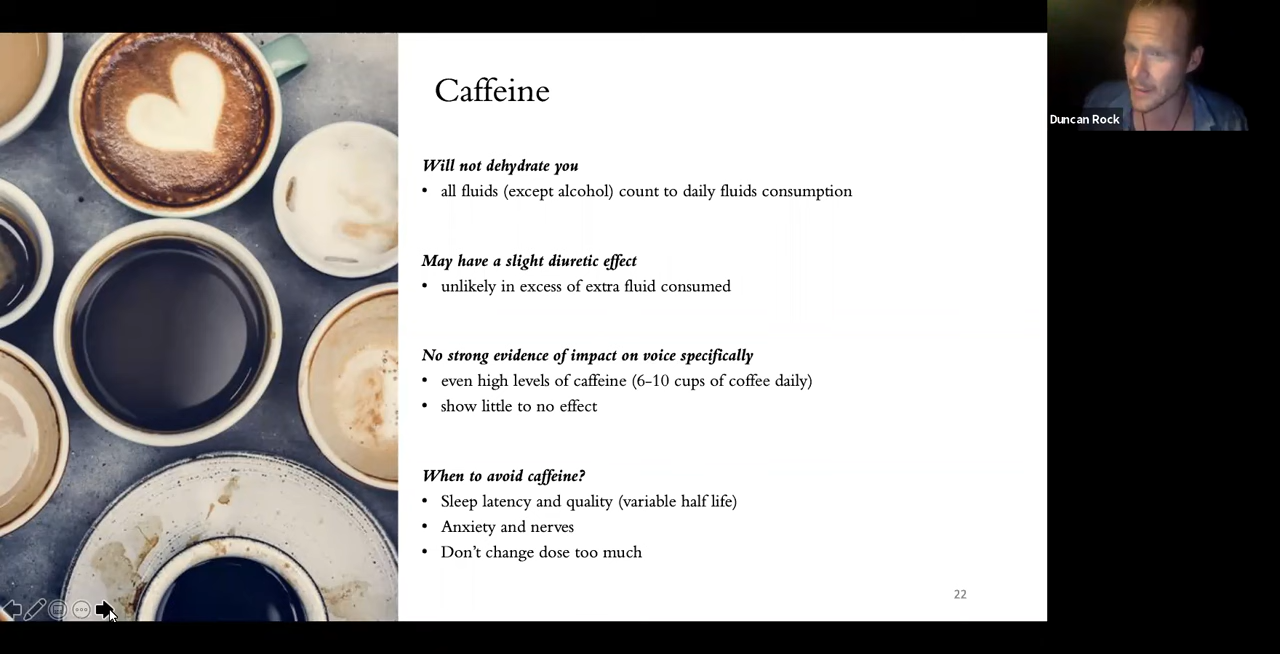 Caffeine
Duncan Rock
Will not dehydrate you
• all fluids (except alcohol) count to daily fluids consumption
May have a slight diuretic effect
• unlikely in excess of extra fluid consumed
No strong evidence of impact on voice specifically
• even high levels of caffeine (6-10 cups of coffee daily)
• show little to no effect
When to avoid caffeine?
• Sleep latency and quality (variable half life)
• Anxiety and nerves
• Don't change dose too much
22